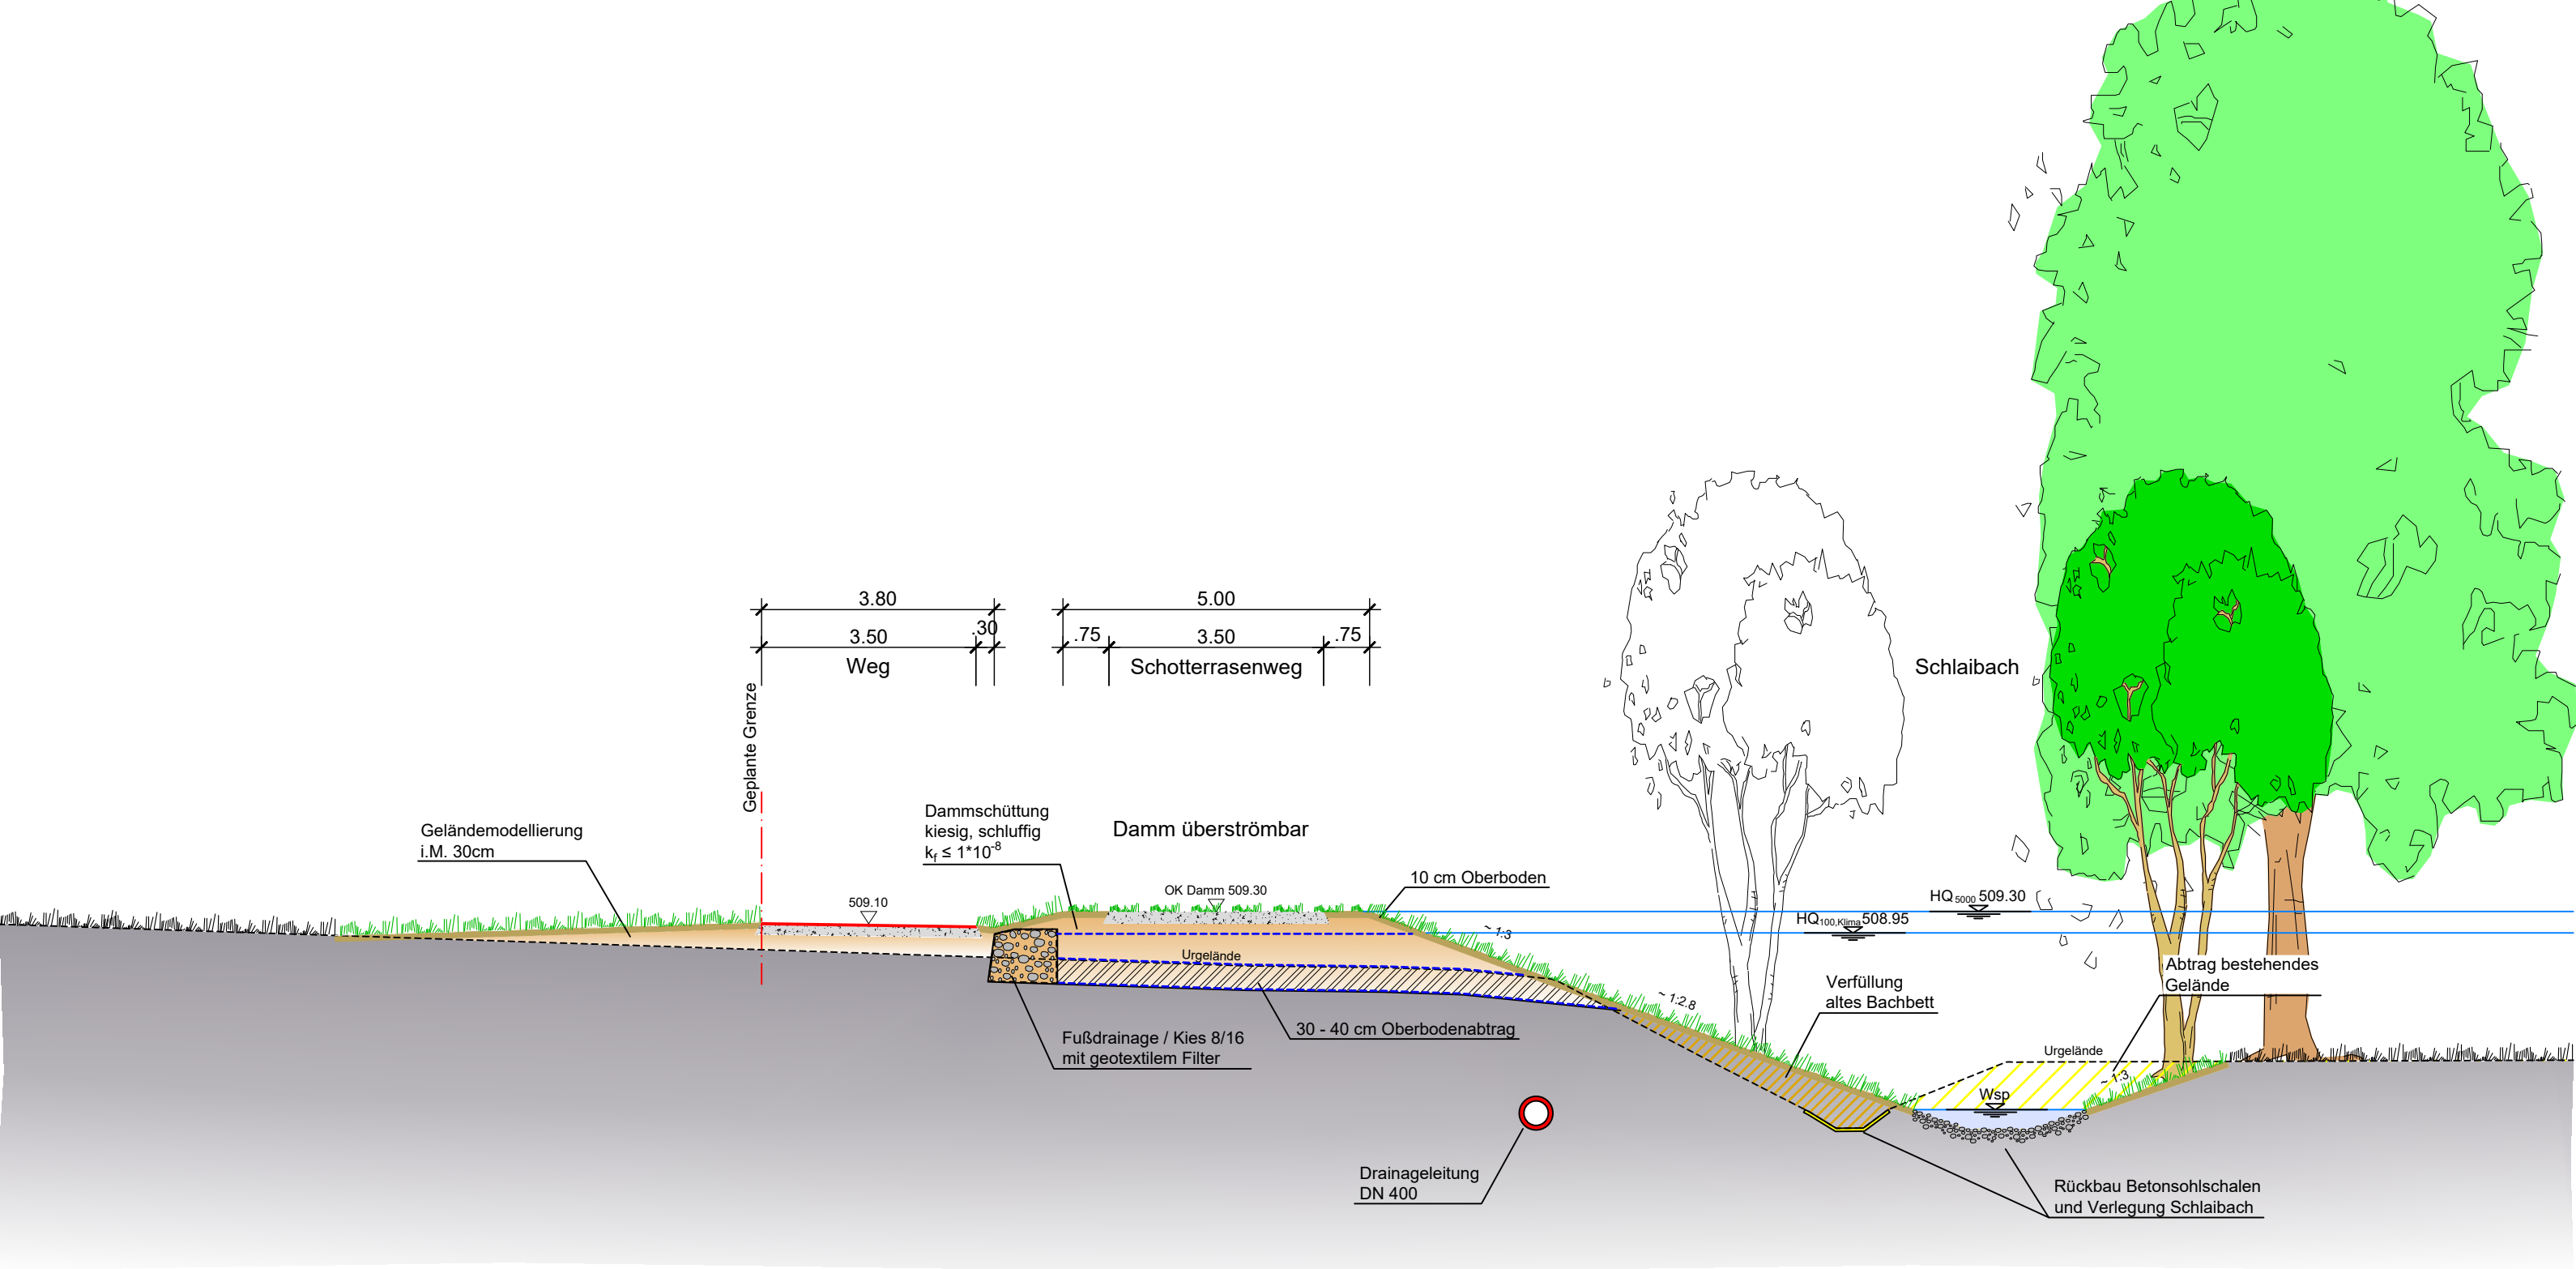 3.80
5.00
3.50
.30
.75
3.50
.75
Weg
Schotterrasenweg
Schlaibach
Geplante Grenze
Dammschüttung
kiesig, schluffig
kf ≤ 1*10-8
Damm überströmbar
Geländemodellierung
i.M. 30cm
10 cm Oberboden
OK Damm 509.30
509.10
HQ5000 509.30
HQ100,Klima 508.95
~ 1:3
Urgelände
Abtrag bestehendes
Gelände
Verfüllung
altes Bachbett
~ 1:2.8
30 - 40 cm Oberbodenabtrag
Fußdrainage / Kies 8/16
mit geotextilem Filter
Urgelände
~ 1:3
Wsp
Drainageleitung
DN 400
Rückbau Betonsohlschalen
und Verlegung Schlaibach